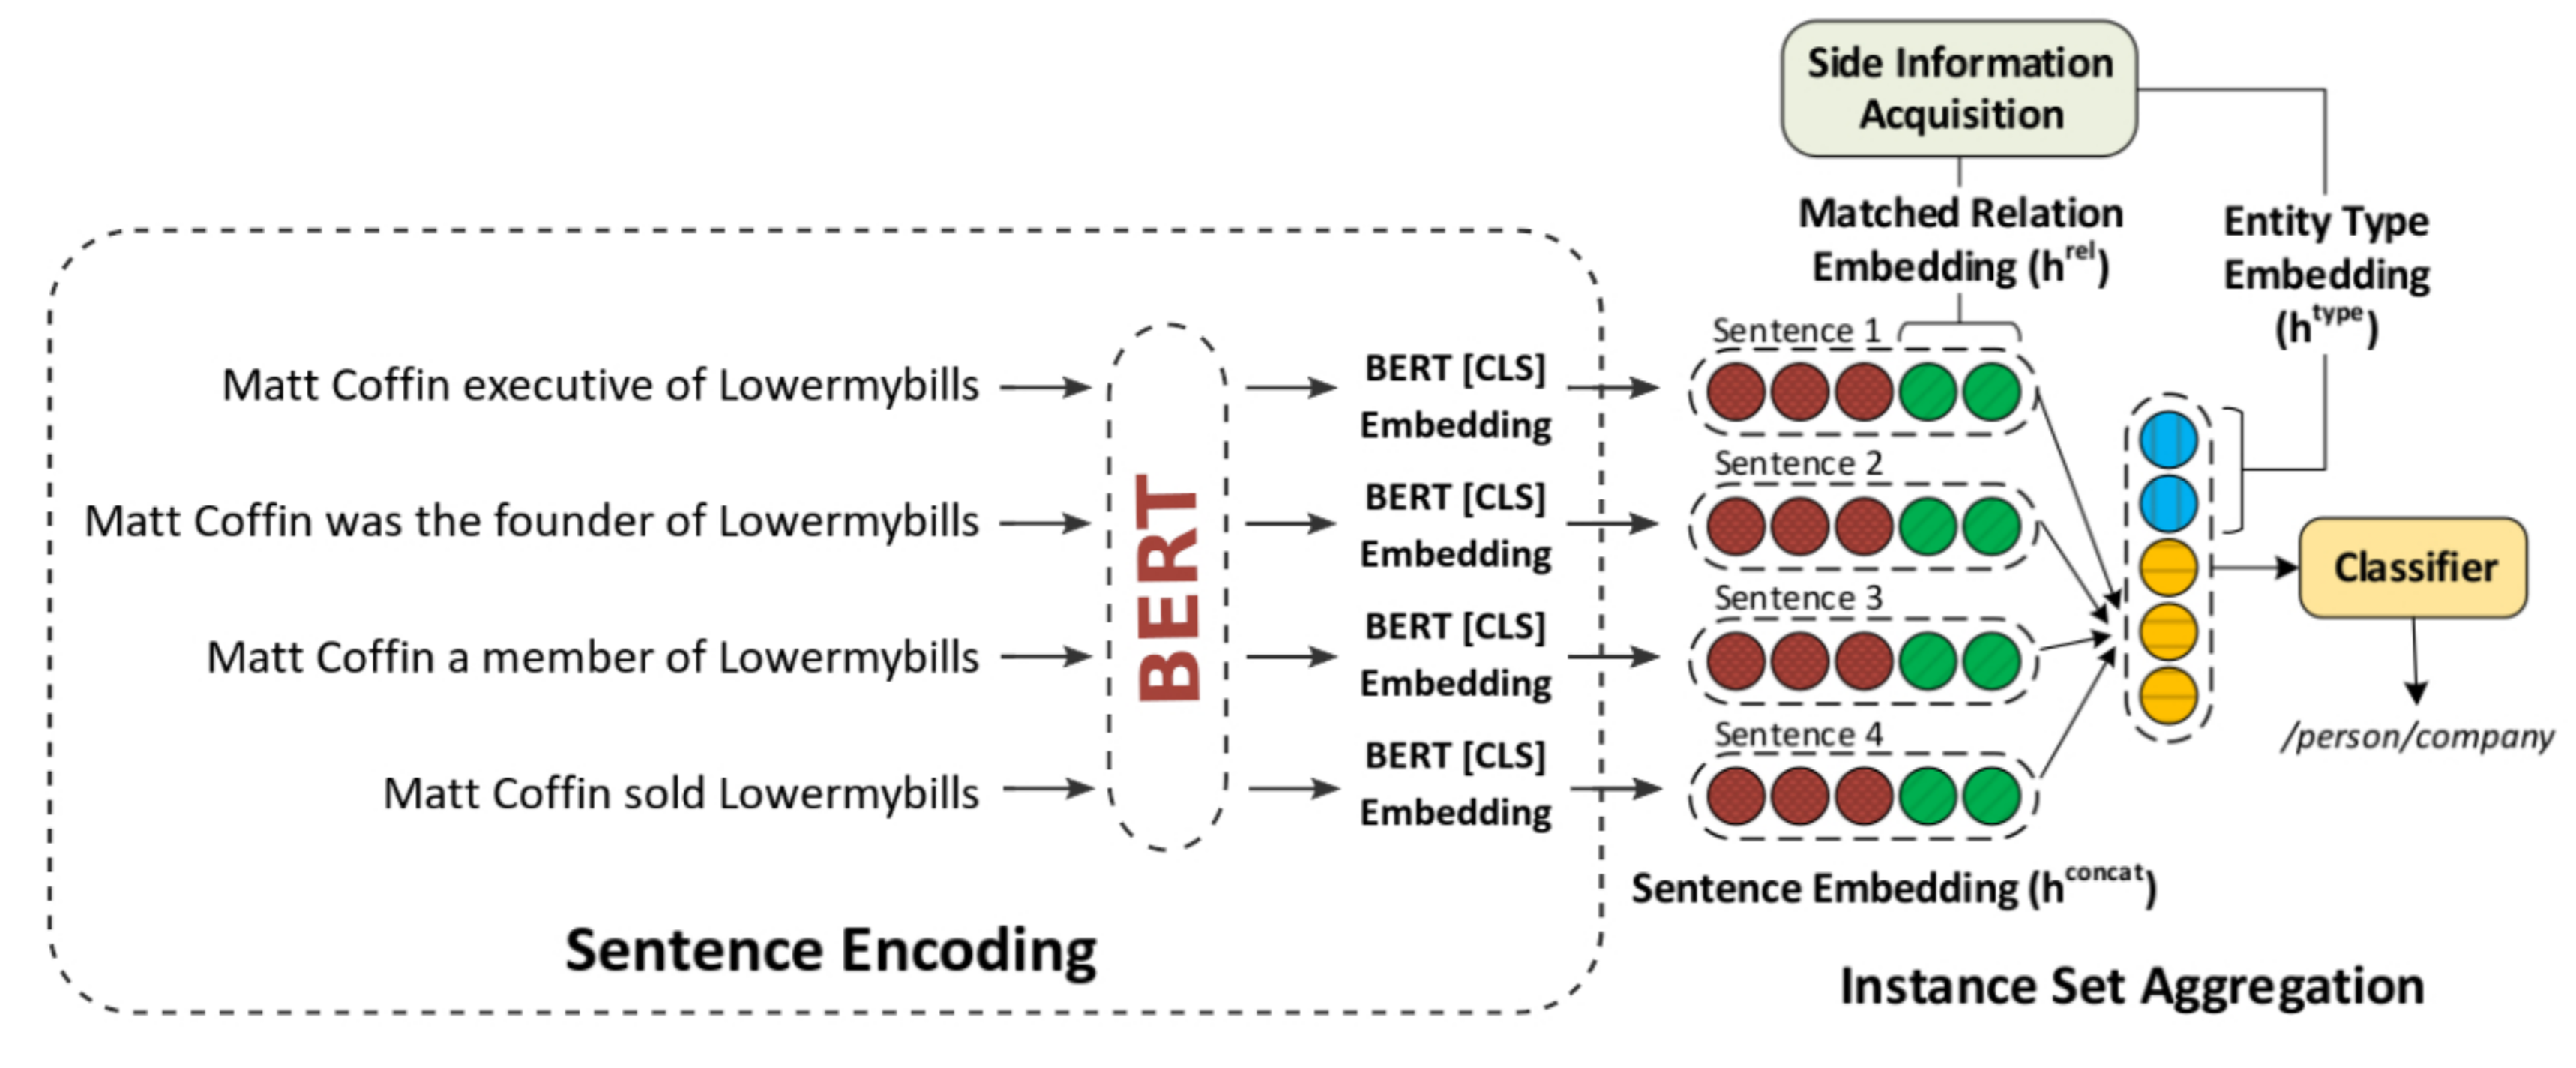 Side Information
Acquisition
Matched Relation
Embedding (h^rel)
Entity Type
Embedding
(h^type)
Matt Coffin executive of Lowermybills
Matt Coffin was the founder of Lowermybills
Matt Coffin a member of Lowermybills
Matt Coffin sold Lowermybills
BERT
BERT [CLS]
Embedding
BERT [CLS]
Embedding
BERT [CLS]
Embedding
BERT [CLS]
Embedding
Sentence Encoding
Sentence 1
Sentence 2
Sentence 3
Sentence 4
Sentence Embedding (h^concat)
Classifier
/person/company
Instance Set Aggregation